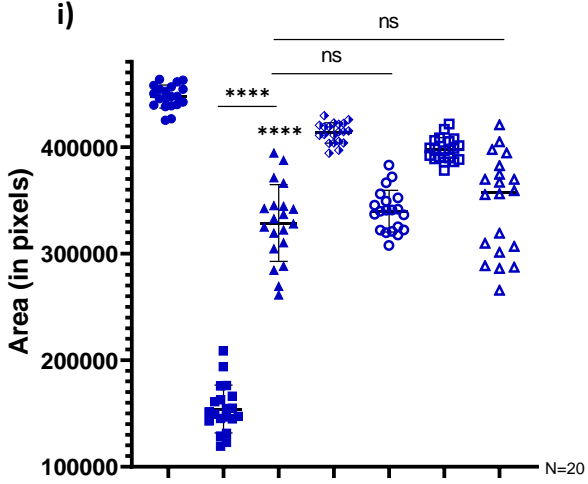 i)
ns
ns
****
****
Area (in pixels)
400000
300000
200000
100000
N=20